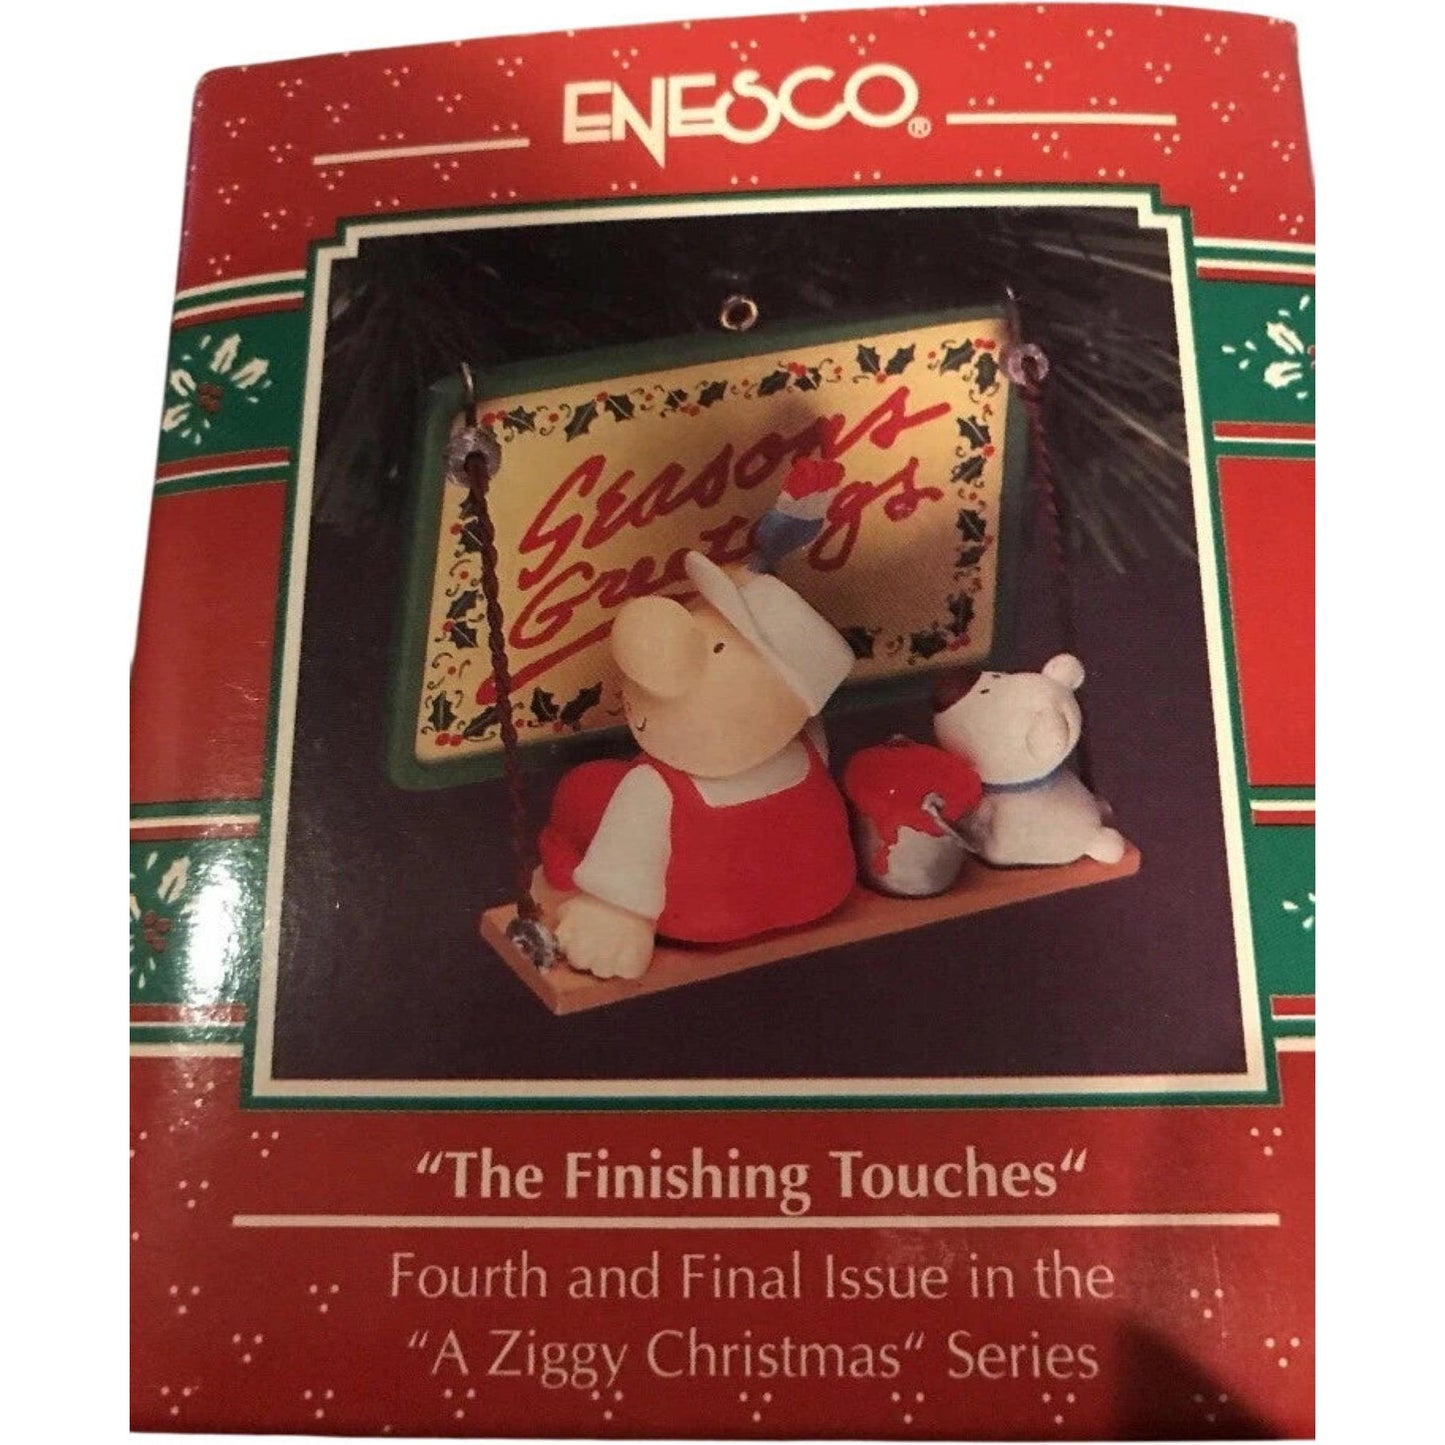 ENESCO®
Seasons
Greetings
"The Finishing Touches"
Fourth and Final Issue in the
"A Ziggy Christmas" Series